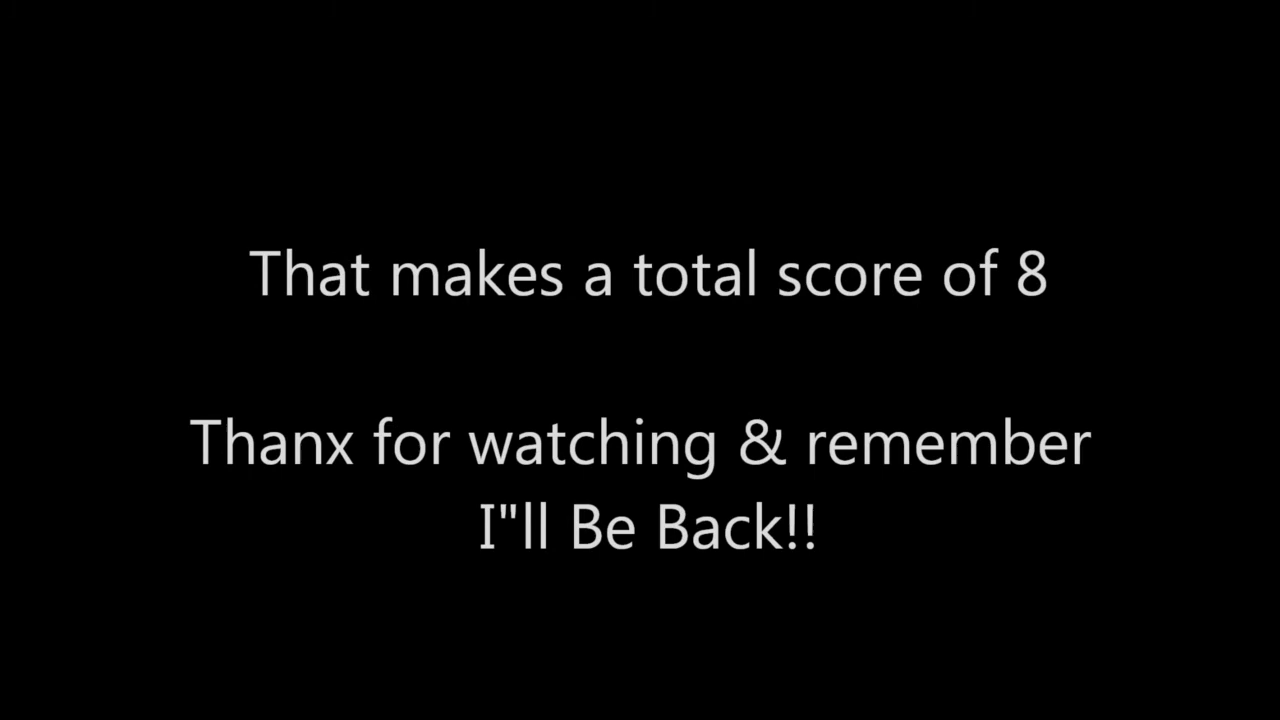 That makes a total score of 8
Thanx for watching & remember
I"ll Be Back!!